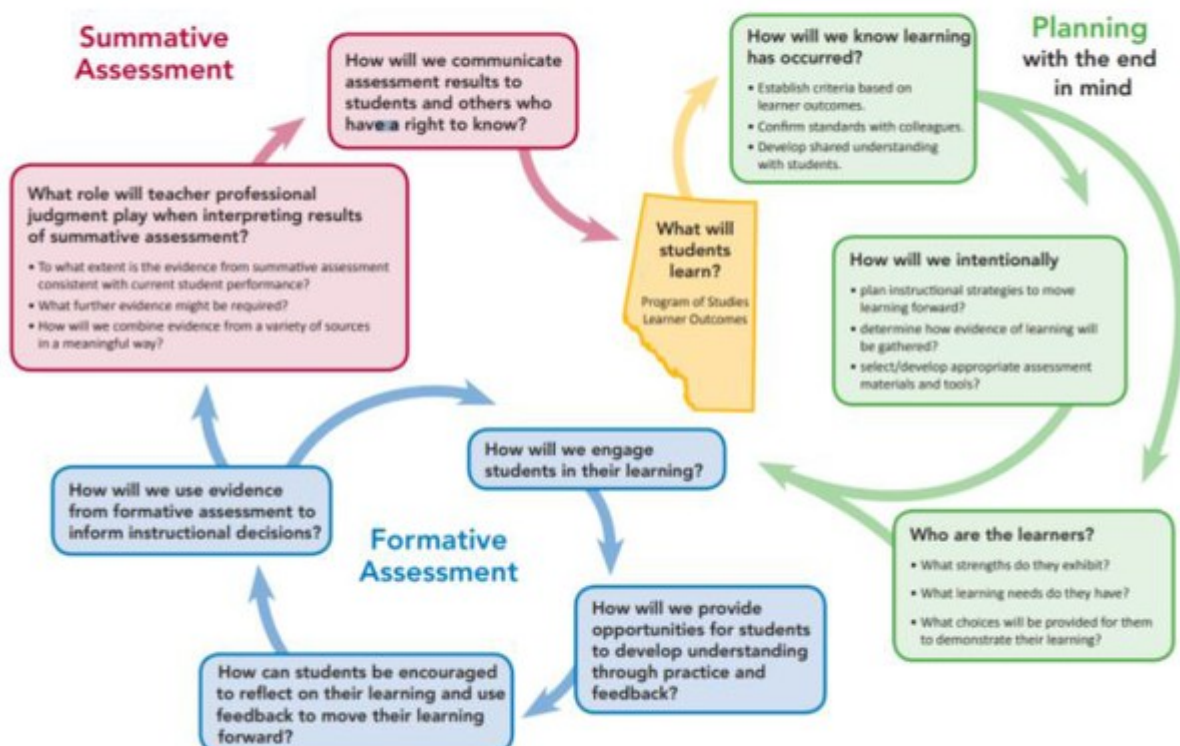 Summative
Assessment
How will we communicate
assessment results to
students and others who
have a right to know?
What role will teacher professional
judgment play when interpreting results
of summative assessment?
• To what extent is the evidence from summative assessment
consistent with current student performance?
• What further evidence might be required?
• How will we combine evidence from a variety of sources
in a meaningful way?
What will
students
learn?
Program of Studies
Learner Outcomes
Planning
with the end
in mind
How will we know learning
has occurred?
• Establish criteria based on
learner outcomes.
• Confirm standards with colleagues.
• Develop shared understanding
with students.
How will we intentionally
• plan instructional strategies to move
learning forward?
• determine how evidence of learning will
be gathered?
• select/develop appropriate assessment
materials and tools?
Who are the learners?
• What strengths do they exhibit?
• What learning needs do they have?
• What choices will be provided for them
to demonstrate their learning?
Formative
Assessment
How will we engage
students in their learning?
How will we provide
opportunities for students
to develop understanding
through practice and
feedback?
How can students be encouraged
to reflect on their learning and use
feedback to move their learning
forward?
How will we use evidence
from formative assessment to
inform instructional decisions?